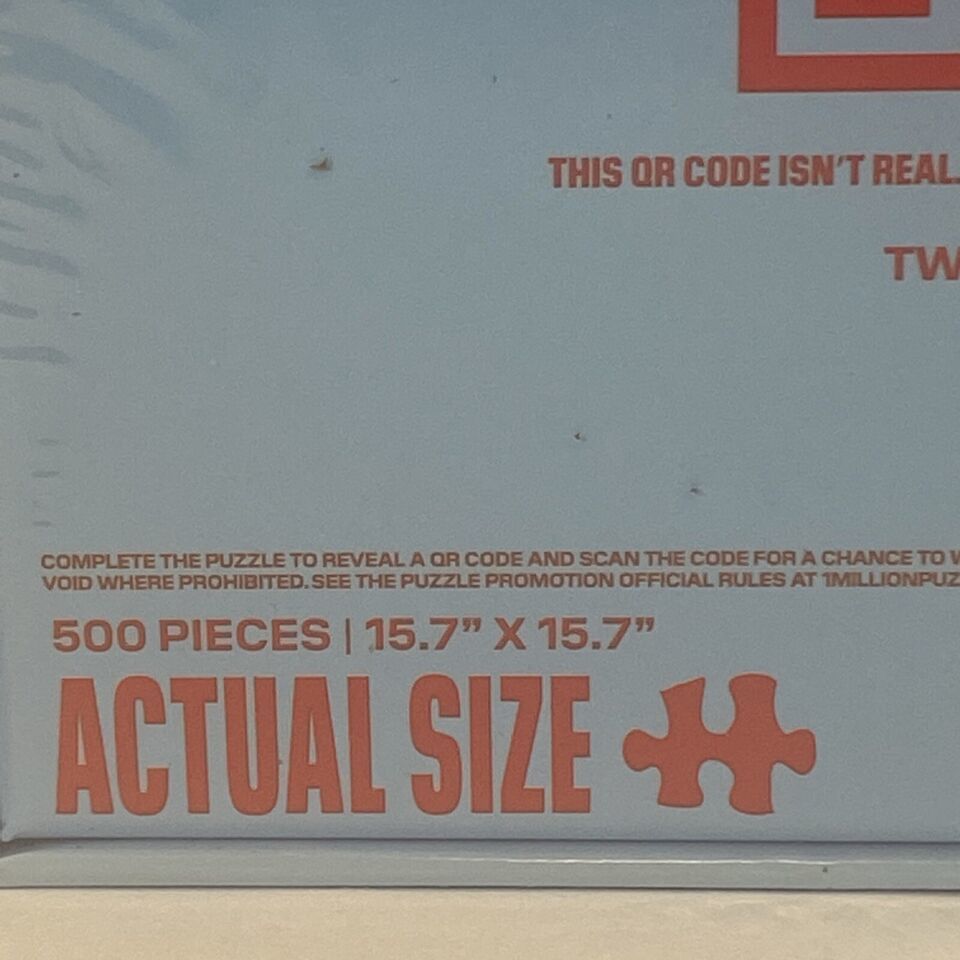 THIS QR CODE ISN'T REAL.
TW
COMPLETE THE PUZZLE TO REVEAL A QR CODE AND SCAN THE CODE FOR A CHANCE TO W
VOID WHERE PROHIBITED. SEE THE PUZZLE PROMOTION OFFICIAL RULES AT 1MILLIONPUZ
500 PIECES | 15.7" X 15.7"
ACTUAL SIZE